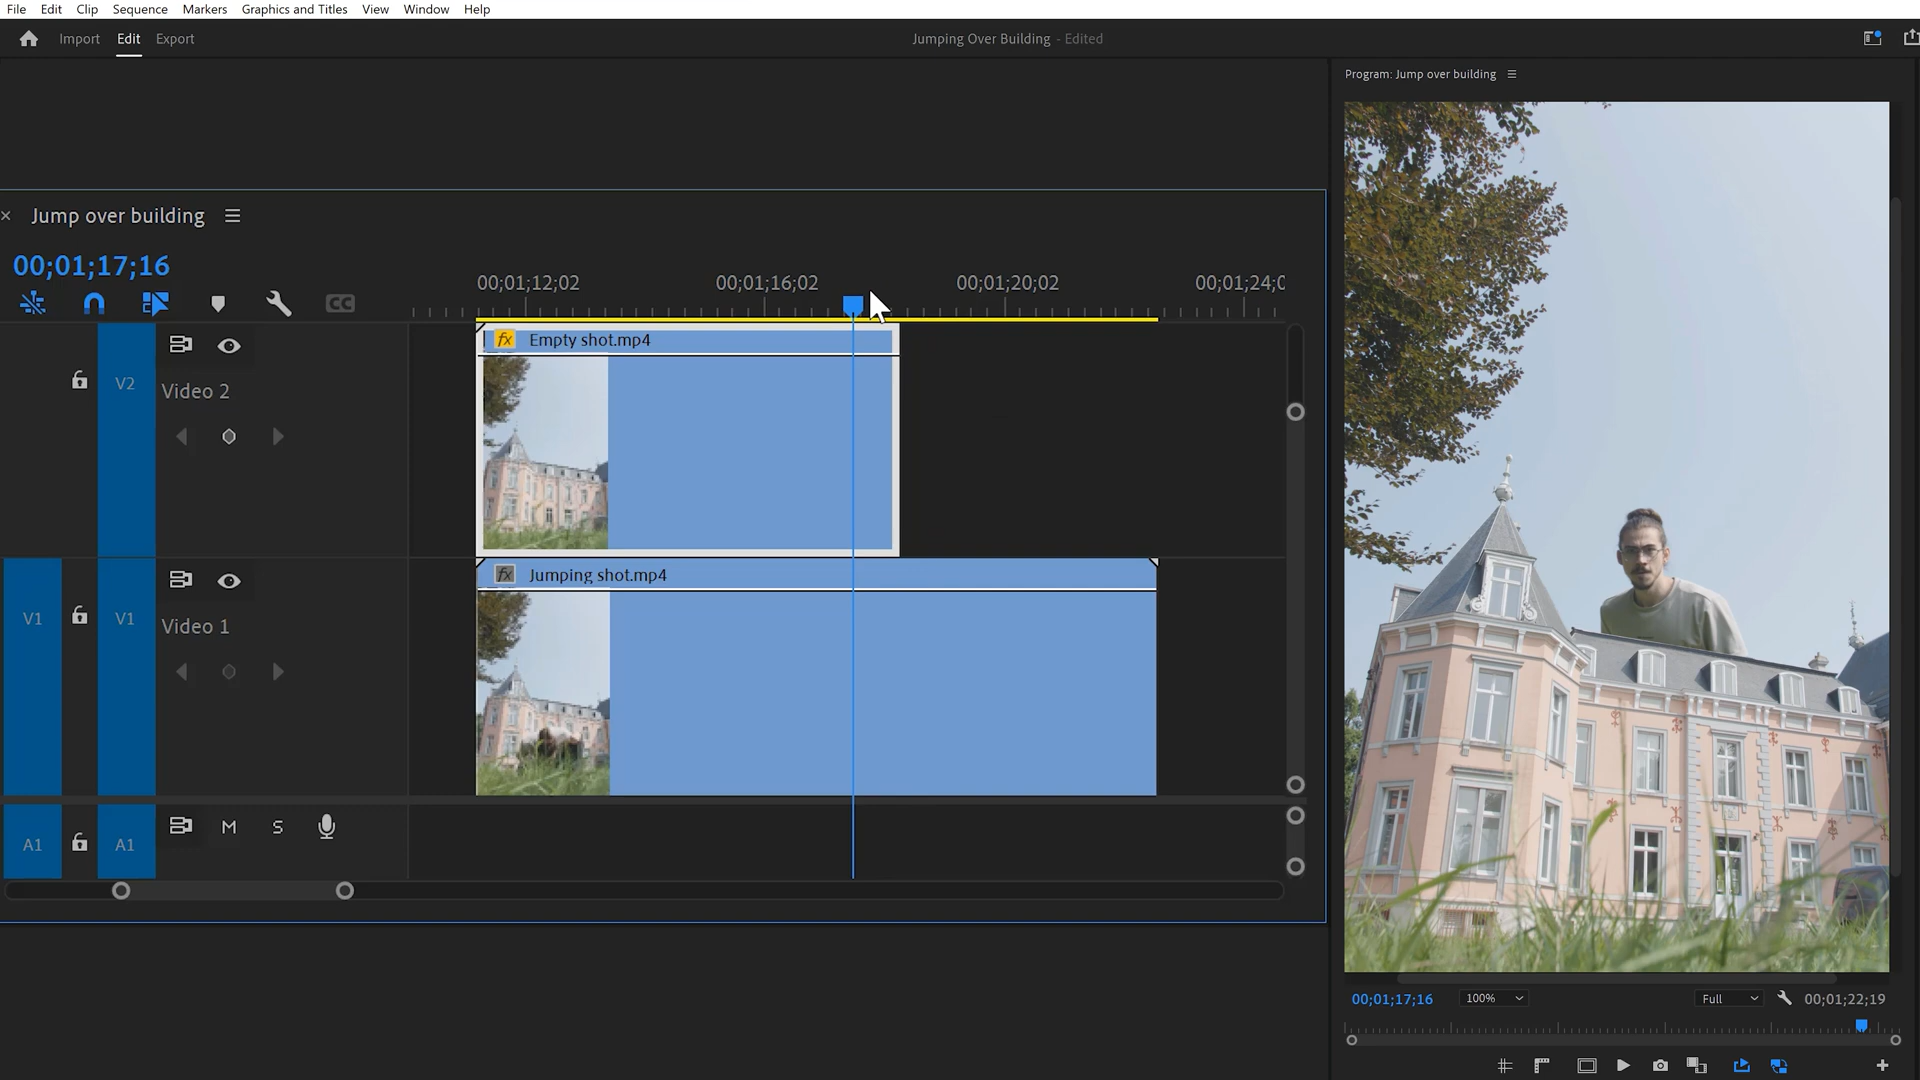 File Edit Clip Sequence Markers Graphics and Titles View Window Help
Import Edit Export
Jumping Over Building - Edited
Program: Jump over building
Jump over building
00;01;17;16
00;01;12;02 00;01;16;02 00;01;20;02 00;01;24;0
CC
fx Empty shot.mp4
V2
Video 2
fx Jumping shot.mp4
V1 V1
Video 1
A1 A1 M S
00;01;17;16 100% Full 00;01;22;19